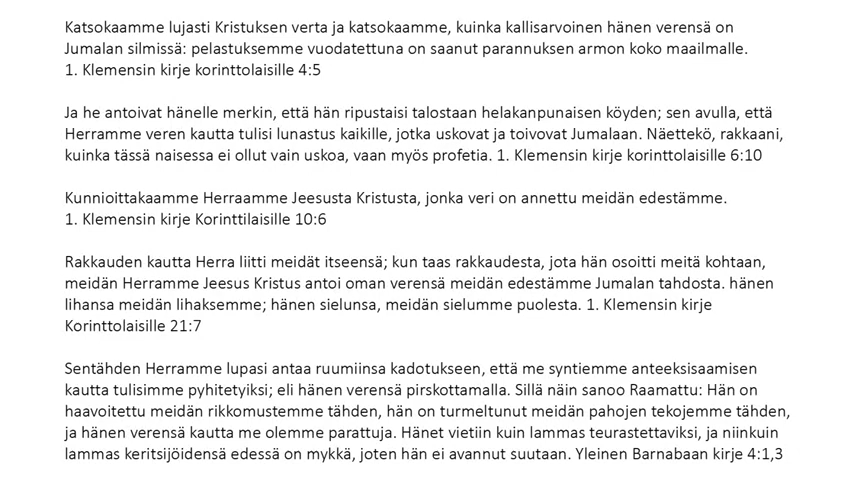 Katsokaamme lujasti Kristuksen verta ja katsokaamme, kuinka kallisarvoinen hänen verensä on
Jumalan silmissä: pelastuksemme vuodatettuna on saanut parannuksen armon koko maailmalle.
1. Klemensin kirje korinttolaisille 4:5
Ja he antoivat hänelle merkin, että hän ripustaisi talostaan helakanpunaisen köyden; sen avulla, että
Herramme veren kautta tulisi lunastus kaikille, jotka uskovat ja toivovat Jumalaan. Näettekö, rakkaani,
kuinka tässä naisessa ei ollut vain uskoa, vaan myös profetia. 1. Klemensin kirje korinttolaisille 6:10
Kunnioittakaamme Herraamme Jeesusta Kristusta, jonka veri on annettu meidän edestämme.
1. Klemensin kirje Korinttilaisille 10:6
Rakkauden kautta Herra liitti meidät itseensä; kun taas rakkaudesta, jota hän osoitti meitä kohtaan,
meidän Herramme Jeesus Kristus antoi oman verensä meidän edestämme Jumalan tahdosta. hänen
lihansa meidän lihaksemme; hänen sielunsa, meidän sielumme puolesta. 1. Klemensin kirje
Korinttolaisille 21:7
Sentähden Herramme lupasi antaa ruumiinsa kadotukseen, että me syntiemme anteeksisaamisen
kautta tulisimme pyhitetyiksi; eli hänen verensä pirskottamalla. Sillä näin sanoo Raamattu: Hän on
haavoitettu meidän rikkomustemme tähden, hän on turmeltunut meidän pahojen tekojemme tähden,
ja hänen verensä kautta me olemme parattuja. Hänet vietiin kuin lammas teurastettaviksi, ja niinkuin
lammas keritsijöidensä edessä on mykkä, joten hän ei avannut suutaan. Yleinen Barnabaan kirje 4:1,3